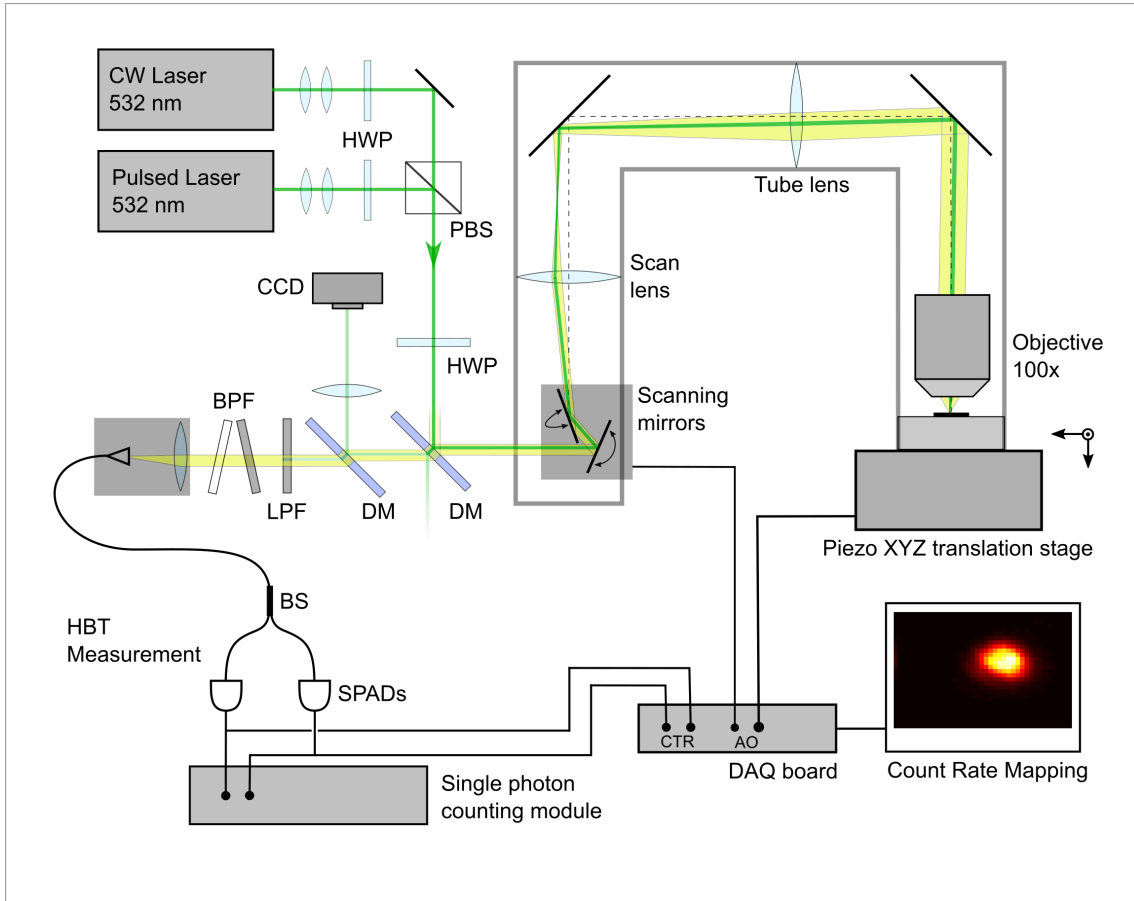 CW Laser
532 nm
HWP
Pulsed Laser
532 nm
PBS
Tube lens
CCD
Scan
lens
HWP
Objective
100x
Scanning
mirrors
BPF
LPF
DM
DM
Piezo XYZ translation stage
BS
HBT
Measurement
SPADs
CTR
AO
DAQ board
Count Rate Mapping
Single photon
counting module